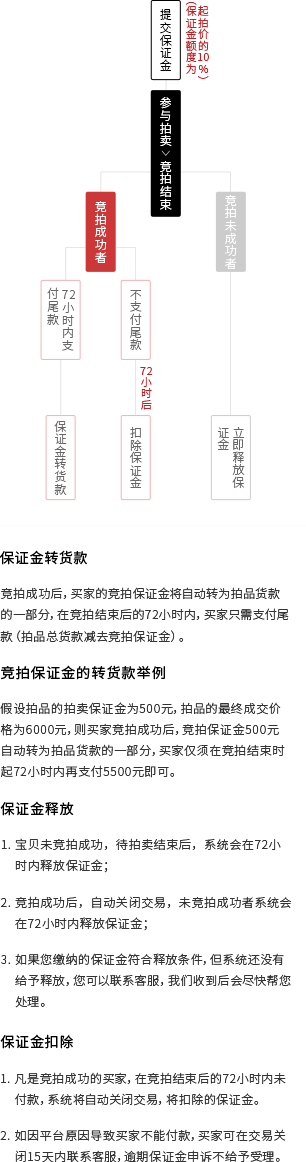 提交保证金
(保证金额度为
起拍价的10%)
参与拍卖 > 竞拍结束
竞拍成功者
竞拍未成功者
72小时内支
付尾款
不支付尾款
72小时后
保证金转货款
扣除保证金
立即释放保
证金
保证金转货款
竞拍成功后，买家的竞拍保证金将自动转为拍品货款
的一部分，在竞拍结束后的72小时内，买家只需支付尾
款（拍品总货款减去竞拍保证金）。
竞拍保证金的转货款举例
假设拍品的拍卖保证金为500元，拍品的最终成交价
格为6000元，则买家竞拍成功后，竞拍保证金500元
自动转为拍品货款的一部分，买家仅须在竞拍结束时
起72小时内再支付5500元即可。
保证金释放
1. 宝贝未竞拍成功，待拍卖结束后，系统会在72小
时内释放保证金；
2. 竞拍成功后，自动关闭交易，未竞拍成功者系统会
在72小时内释放保证金；
3. 如果您缴纳的保证金符合释放条件，但系统还没有
给予释放，您可以联系客服，我们收到后会尽快帮您
处理。
保证金扣除
1. 凡是竞拍成功的买家，在竞拍结束后的72小时内未
付款，系统将自动关闭交易，将扣除的保证金。
2. 如因平台原因导致买家不能付款，买家可在交易关
闭15天内联系客服，逾期保证金申诉不给予受理。